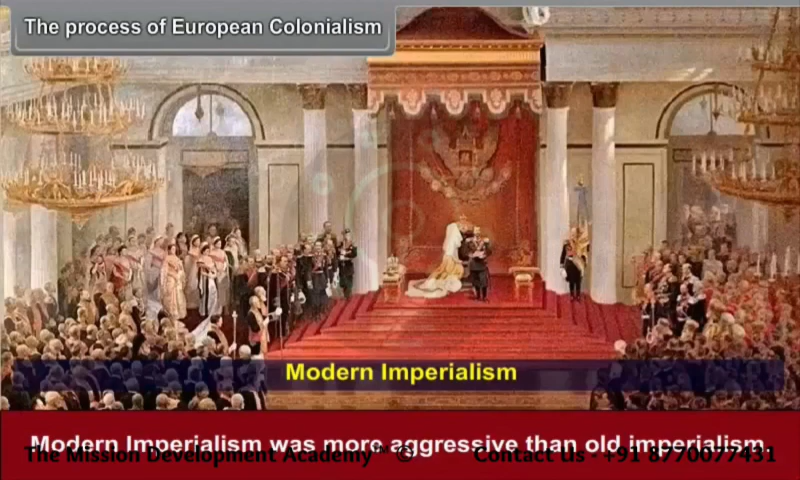 The process of European Colonialism
Modern Imperialism
Modern Imperialism was more aggressive than old imperialism.
The Mission Development Academy™ © Contact Us - +91 8770077431